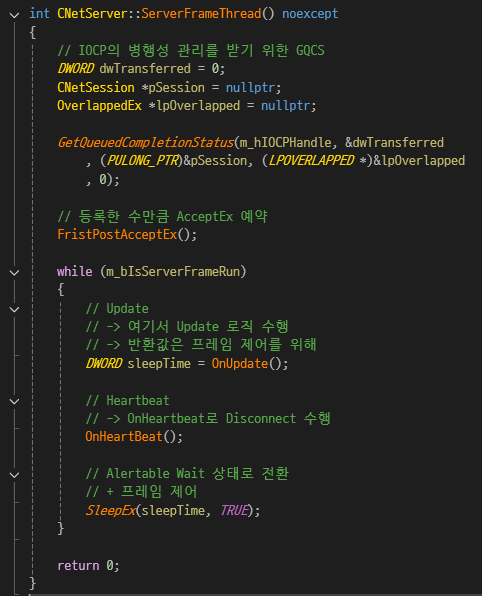 int CNetServer::ServerFrameThread() noexcept
{
// IOCP의 병행성 관리를 받기 위한 GQCS
DWORD dwTransferred = 0;
CNetSession *pSession = nullptr;
OverlappedEx *lpOverlapped = nullptr;
GetQueuedCompletionStatus(m_hIOCPHandle, &dwTransferred
, (PULONG_PTR)&pSession, (LPOVERLAPPED *)&lpOverlapped
, 0);
// 등록한 수만큼 AcceptEx 예약
FristPostAcceptEx();
while (m_bIsServerFrameRun)
{
// Update
// -> 여기서 Update 로직 수행
// -> 반환값은 프레임 제어를 위해
DWORD sleepTime = OnUpdate();
// Heartbeat
// -> OnHeartbeat로 Disconnect 수행
OnHeartBeat();
// Alertable Wait 상태로 전환
// + 프레임 제어
SleepEx(sleepTime, TRUE);
}
return 0;
}